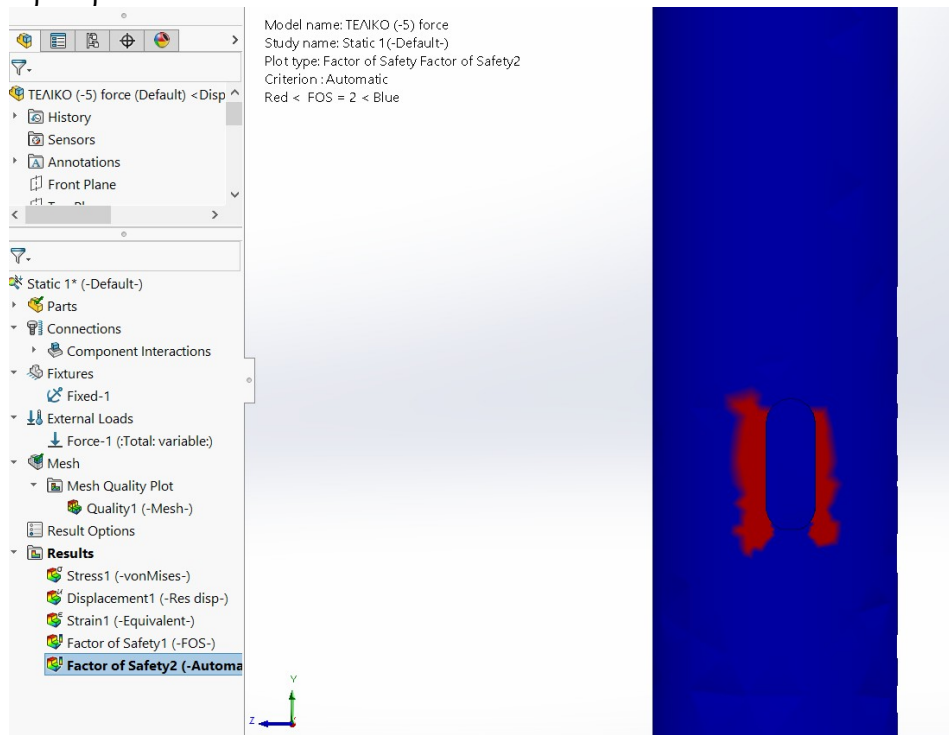 TEΛIKO (-5) force (Default) <Disp
History
Sensors
Annotations
Front Plane
Static 1* (-Default-)
Parts
Connections
Component Interactions
Fixtures
Fixed-1
External Loads
Force-1 (:Total: variable:)
Mesh
Mesh Quality Plot
Quality1 (-Mesh-)
Result Options
Results
Stress1 (-vonMises-)
Displacement1 (-Res disp-)
Strain1 (-Equivalent-)
Factor of Safety1 (-FOS-)
Factor of Safety2 (-Automa
Model name: ΤΕΛΙΚΟ (-5) force
Study name: Static 1(-Default-)
Plot type: Factor of Safety Factor of Safety2
Criterion : Automatic
Red < FOS = 2 < Blue
Y
Z